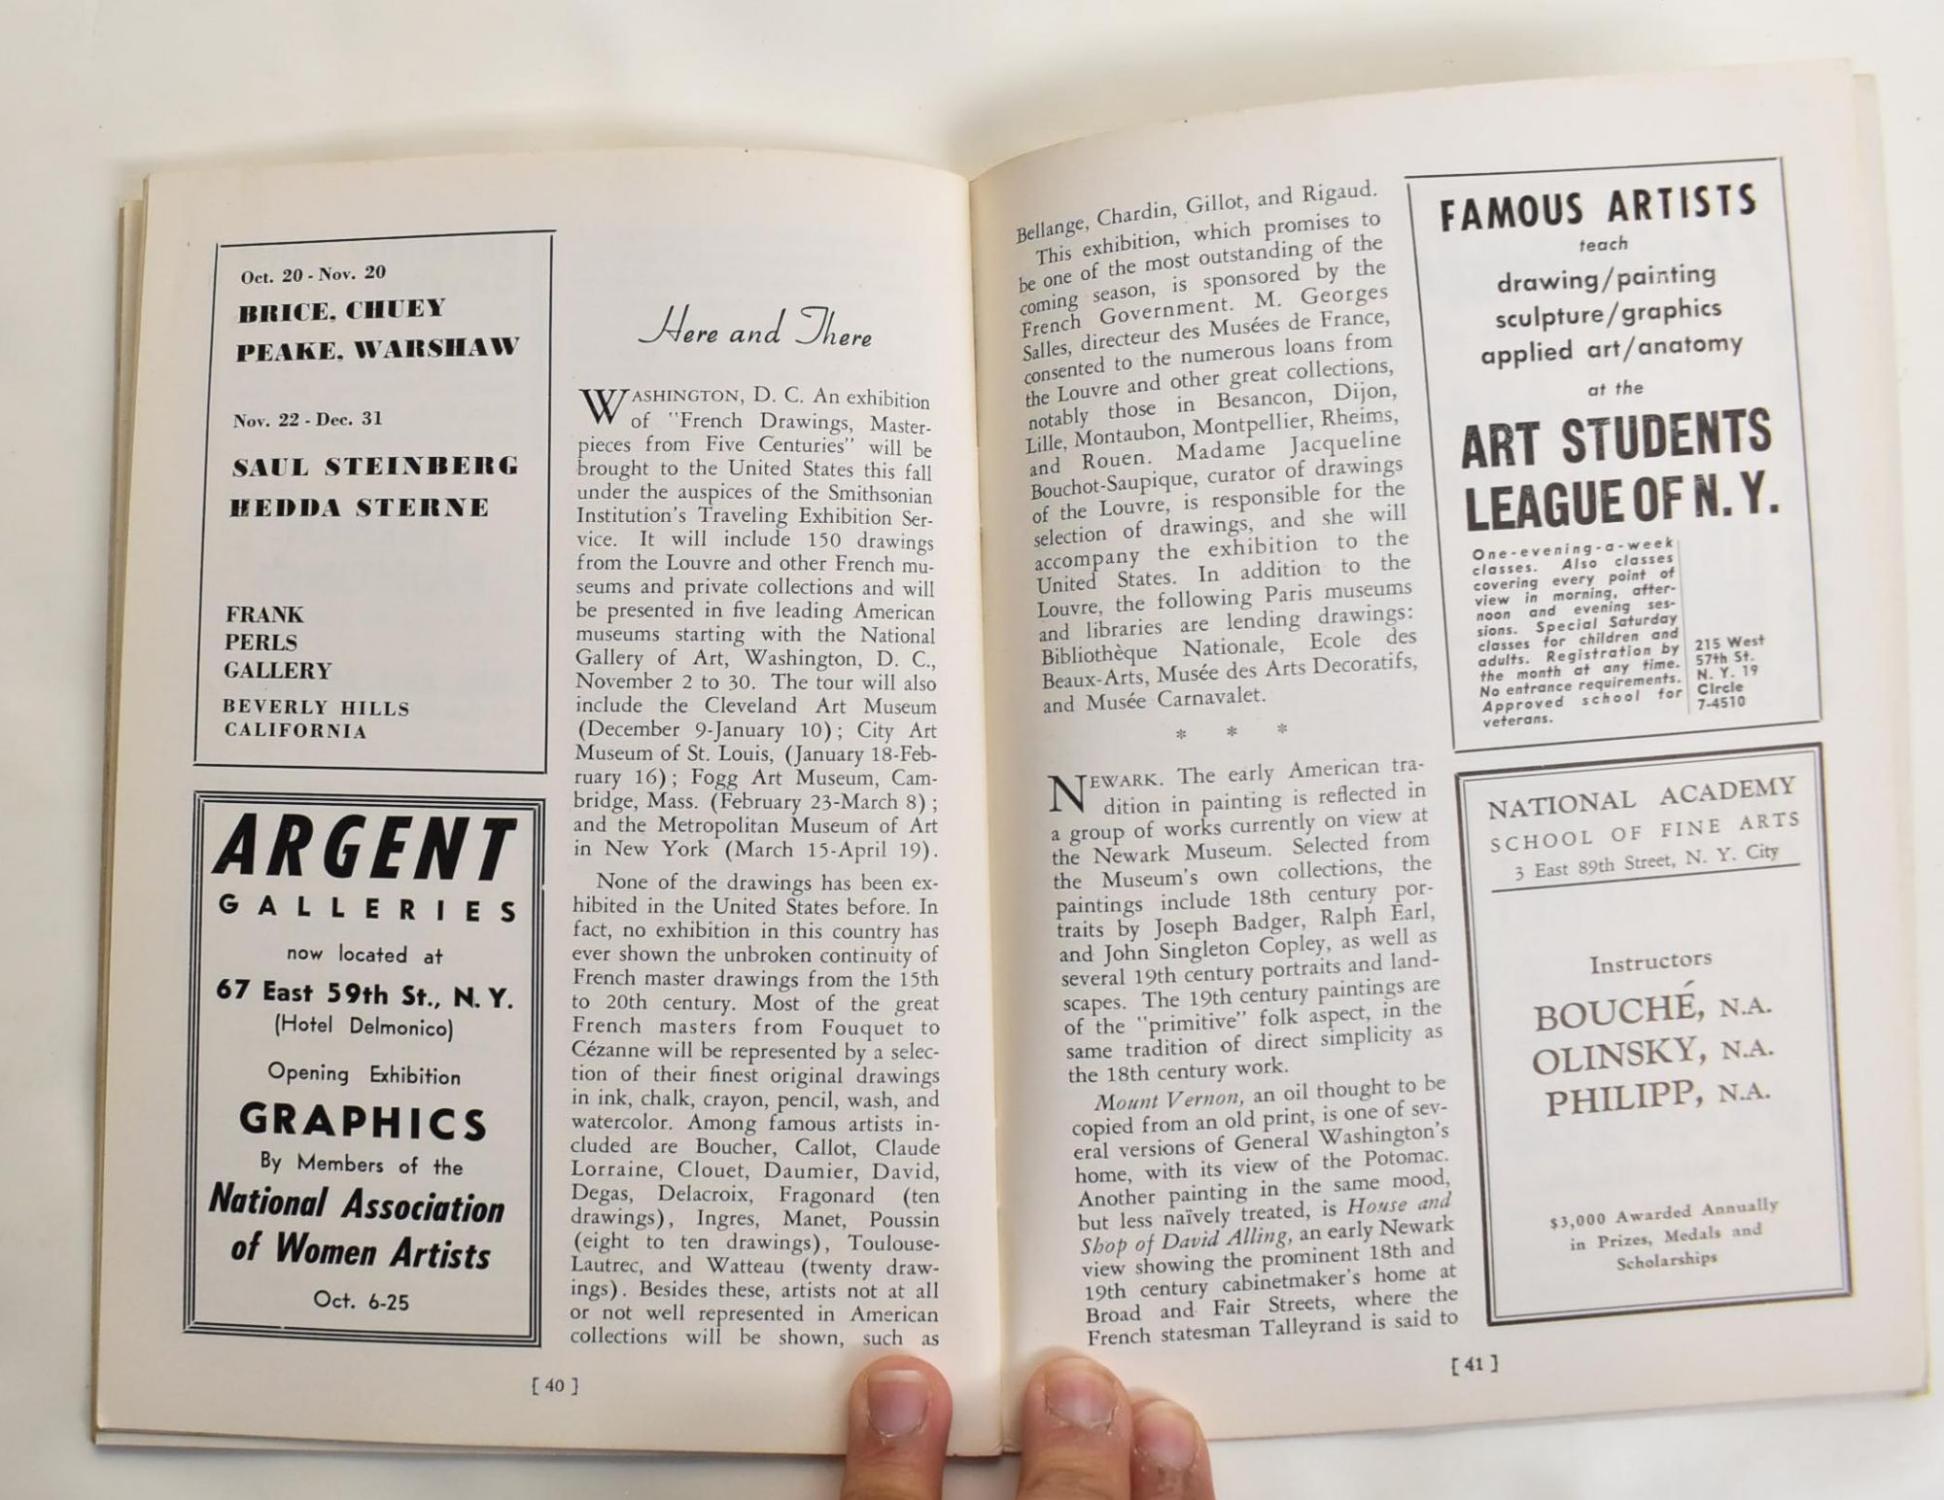 Oct. 20 - Nov. 20
BRICE, CHUEY
PEAKE, WARSHAW
Nov. 22 - Dec. 31
SAUL STEINBERG
HEDDA STERNE
FRANK
PERLS
GALLERY
BEVERLY HILLS
CALIFORNIA
ARGENT
GALLERIES
now located at
67 East 59th St., N. Y.
(Hotel Delmonico)
Opening Exhibition
GRAPHICS
By Members of the
National Association
of Women Artists
Oct. 6-25
Here and There
WASHINGTON, D. C. An exhibition
of "French Drawings, Master-
pieces from Five Centuries" will be
brought to the United States this fall
under the auspices of the Smithsonian
Institution's Traveling Exhibition Ser-
vice. It will include 150 drawings
from the Louvre and other French mu-
seums and private collections and will
be presented in five leading American
museums starting with the National
Gallery of Art, Washington, D. C.,
November 2 to 30. The tour will also
include the Cleveland Art Museum
(December 9-January 10); City Art
Museum of St. Louis, (January 18-Feb-
ruary 16); Fogg Art Museum, Cam-
bridge, Mass. (February 23-March 8);
and the Metropolitan Museum of Art
in New York (March 15-April 19).
None of the drawings has been ex-
hibited in the United States before. In
fact, no exhibition in this country has
ever shown the unbroken continuity of
French master drawings from the 15th
to 20th century. Most of the great
French masters from Fouquet to
Cézanne will be represented by a selec-
tion of their finest original drawings
in ink, chalk, crayon, pencil, wash, and
watercolor. Among famous artists in-
cluded are Boucher, Callot, Claude
Lorraine, Clouet, Daumier, David,
Degas, Delacroix, Fragonard (ten
drawings), Ingres, Manet, Poussin
(eight to ten drawings), Toulouse-
Lautrec, and Watteau (twenty draw-
ings). Besides these, artists not at all
or not well represented in American
collections will be shown, such as
[ 40 ]
Bellange, Chardin, Gillot, and Rigaud.
This exhibition, which promises to
be one of the most outstanding of the
coming season, is sponsored by the
French Government. M. Georges
Salles, directeur des Musées de France,
consented to the numerous loans from
the Louvre and other great collections,
notably those in Besancon, Dijon,
Lille, Montaubon, Montpellier, Rheims,
and Rouen. Madame Jacqueline
Bouchot-Saupique, curator of drawings
of the Louvre, is responsible for the
selection of drawings, and she will
accompany the exhibition to the
United States. In addition to the
Louvre, the following Paris museums
and libraries are lending drawings:
Bibliothèque Nationale, Ecole des
Beaux-Arts, Musée des Arts Decoratifs,
and Musée Carnavalet.
* * *
NEWARK. The early American tra-
dition in painting is reflected in
a group of works currently on view at
the Newark Museum. Selected from
the Museum's own collections, the
paintings include 18th century por-
traits by Joseph Badger, Ralph Earl,
and John Singleton Copley, as well as
several 19th century portraits and land-
scapes. The 19th century paintings are
of the "primitive" folk aspect, in the
same tradition of direct simplicity as
the 18th century work.
Mount Vernon, an oil thought to be
copied from an old print, is one of sev-
eral versions of General Washington's
home, with its view of the Potomac.
Another painting in the same mood,
but less naïvely treated, is House and
Shop of David Alling, an early Newark
view showing the prominent 18th and
19th century cabinetmaker's home at
Broad and Fair Streets, where the
French statesman Talleyrand is said to
FAMOUS ARTISTS
teach
drawing/painting
sculpture/graphics
applied art/anatomy
at the
ART STUDENTS
LEAGUE OF N. Y.
One-evening-a-week
classes. Also classes
covering every point of
view in morning, after-
noon and evening ses-
sions. Special Saturday
classes for children and
adults. Registration by
the month at any time.
No entrance requirements.
Approved school for
veterans.
215 West
57th St.
N. Y. 19
CIrcle
7-4510
NATIONAL ACADEMY
SCHOOL OF FINE ARTS
3 East 89th Street, N. Y. City
Instructors
BOUCHÉ, N.A.
OLINSKY, N.A.
PHILIPP, N.A.
$3,000 Awarded Annually
in Prizes, Medals and
Scholarships
[ 41 ]